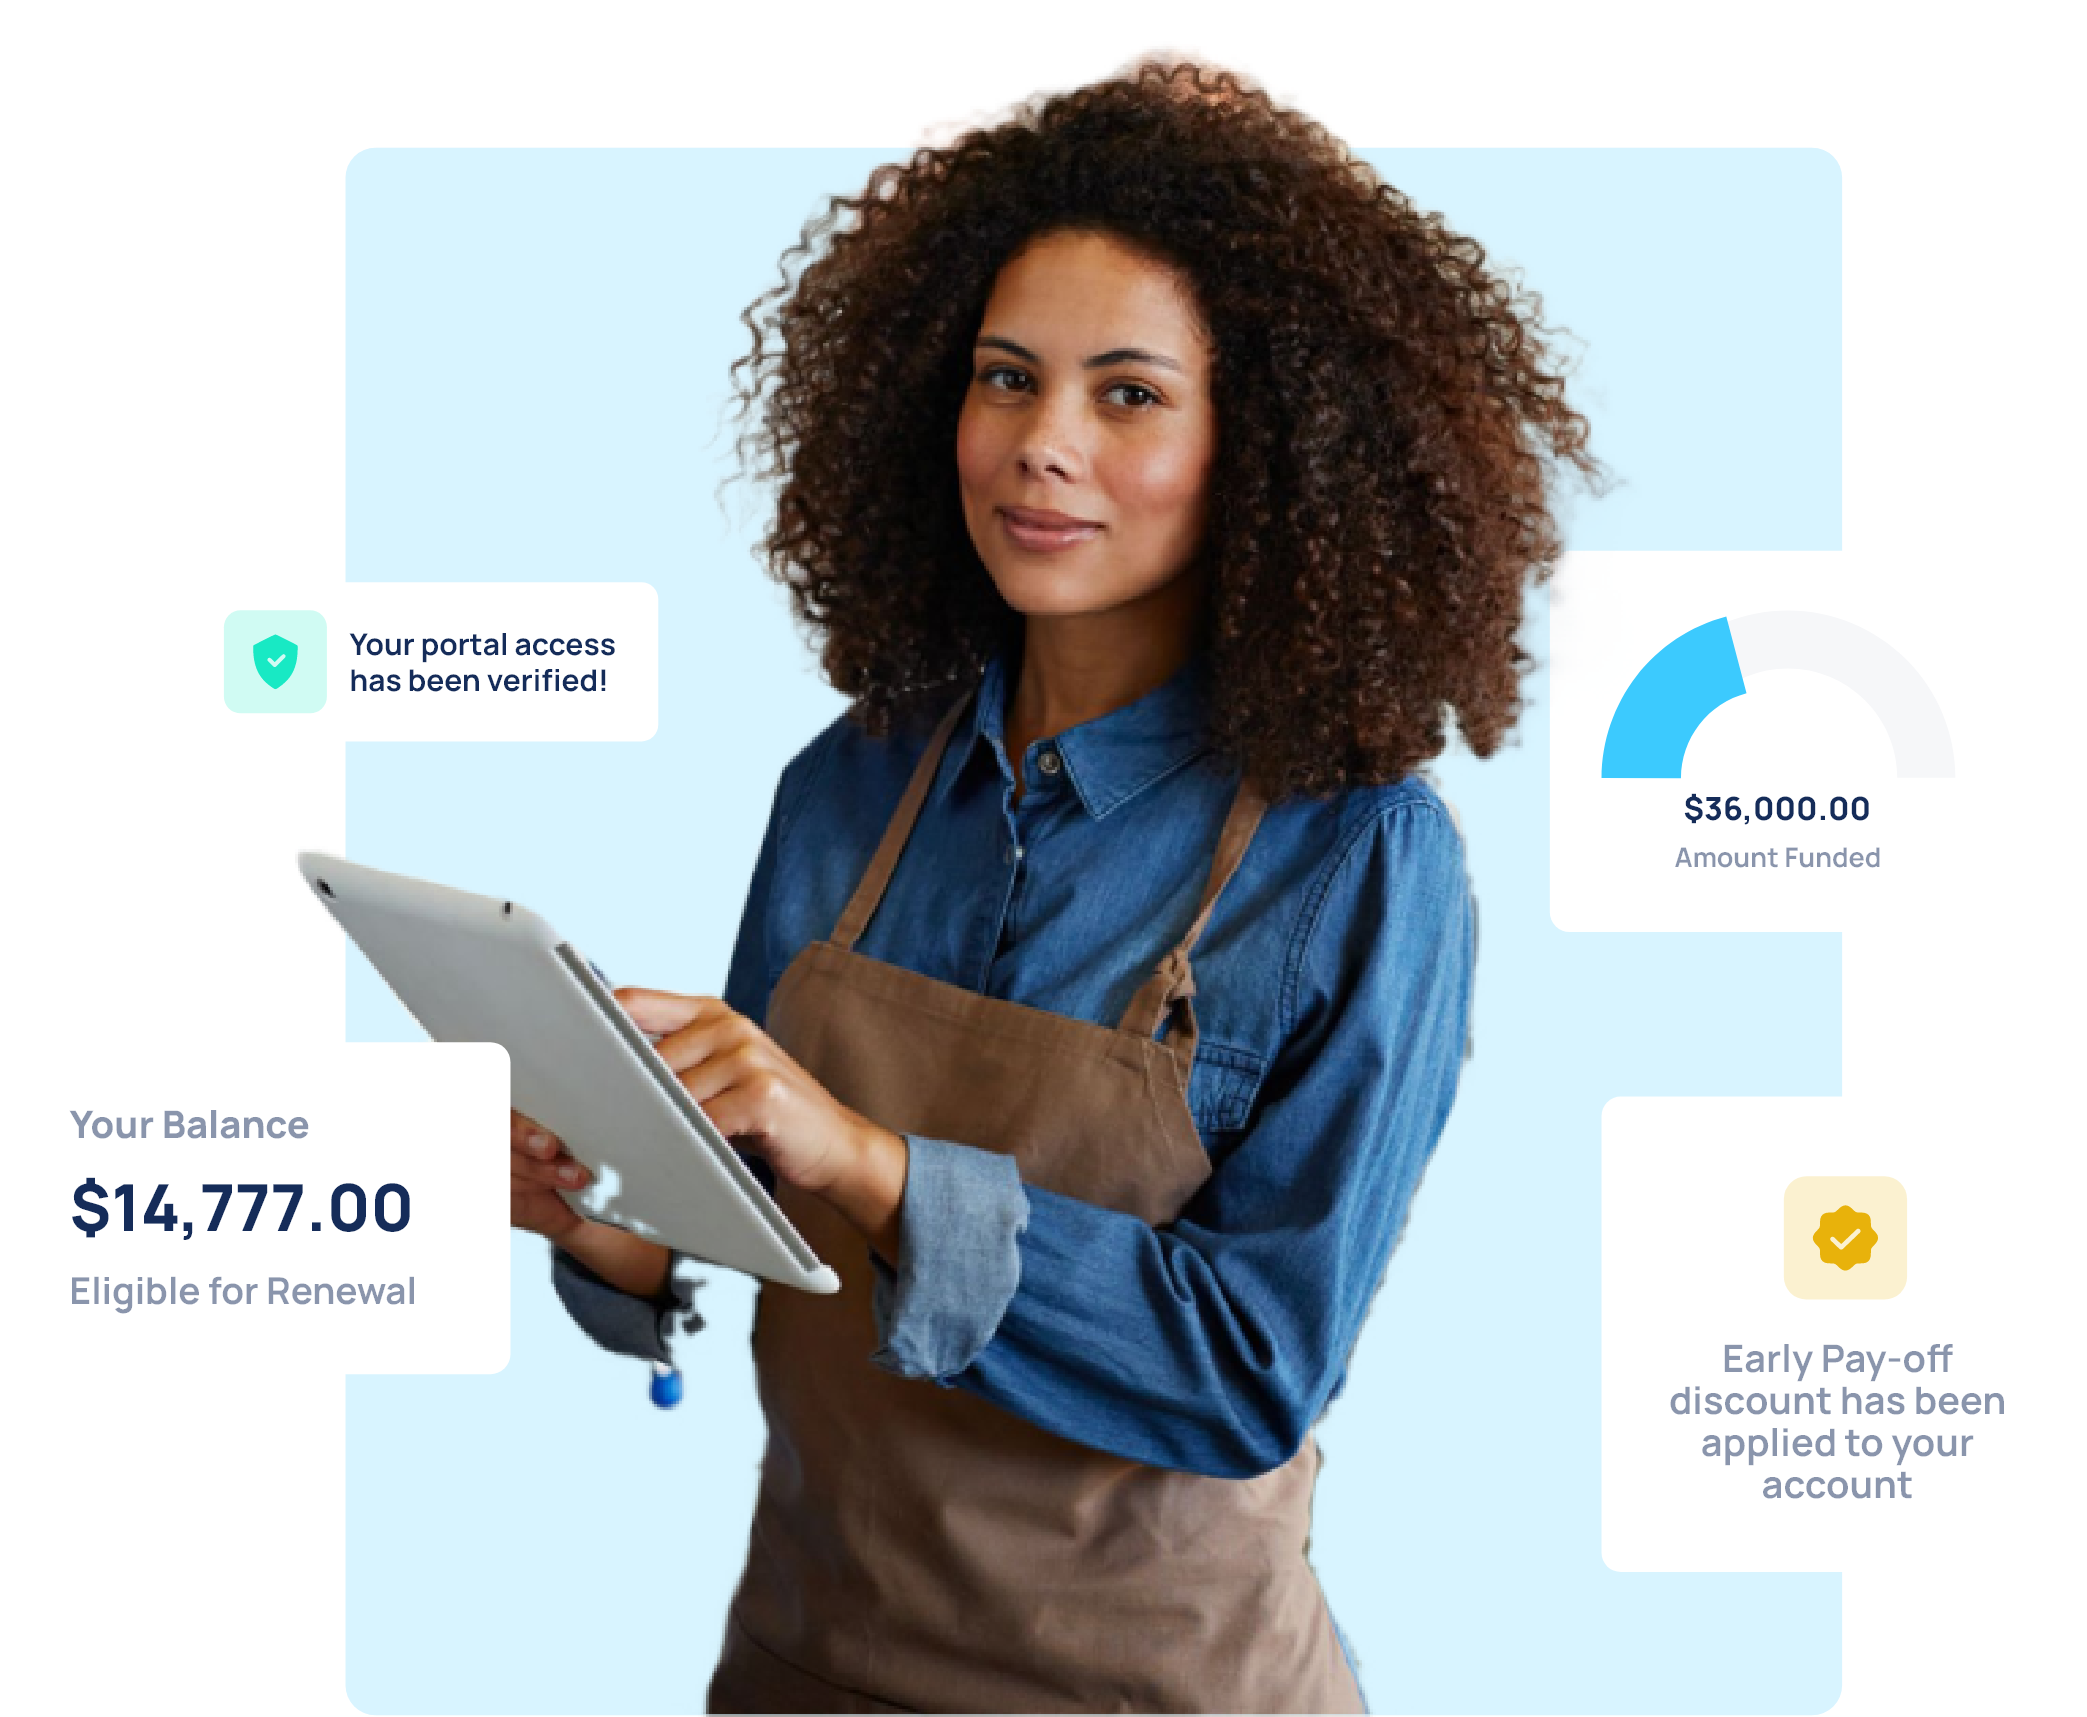 Your portal access
has been verified!
$36,000.00
Amount Funded
Your Balance
$14,777.00
Eligible for Renewal
Early Pay-off
discount has been
applied to your
account